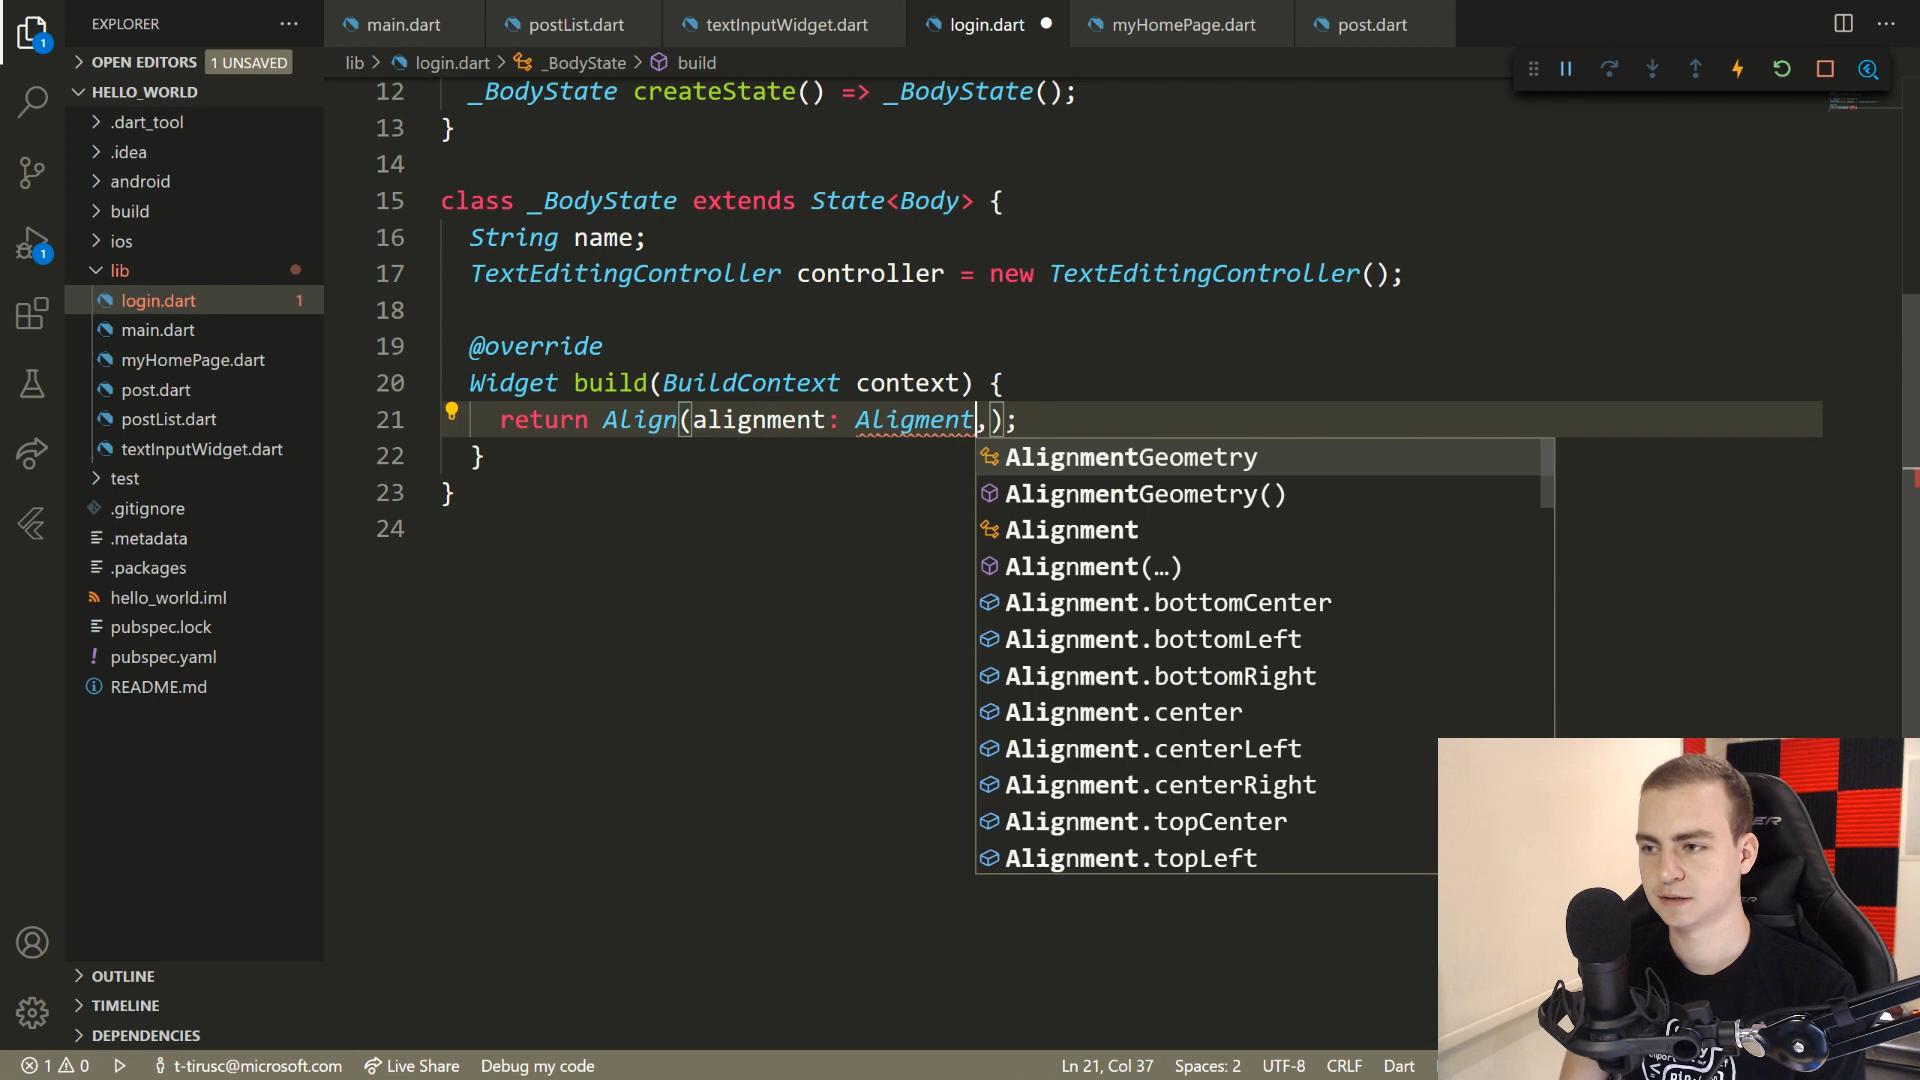 EXPLORER
main.dart
postList.dart
textInputWidget.dart
login.dart
myHomePage.dart
post.dart
OPEN EDITORS 1 UNSAVED
lib > login.dart > _BodyState > build
HELLO_WORLD
.dart_tool
.idea
android
build
ios
lib
login.dart 1
main.dart
myHomePage.dart
post.dart
postList.dart
textInputWidget.dart
test
.gitignore
.metadata
.packages
hello_world.iml
pubspec.lock
pubspec.yaml
README.md
OUTLINE
TIMELINE
DEPENDENCIES
1
1
12 _BodyState createState() => _BodyState();
13 }
14
15 class _BodyState extends State<Body> {
16 String name;
17 TextEditingController controller = new TextEditingController();
18
19 @override
20 Widget build(BuildContext context) {
21 return Align(alignment: Aligment,);
22 }
23 }
24
AlignmentGeometry
AlignmentGeometry()
Alignment
Alignment(…)
Alignment.bottomCenter
Alignment.bottomLeft
Alignment.bottomRight
Alignment.center
Alignment.centerLeft
Alignment.centerRight
Alignment.topCenter
Alignment.topLeft
1 0 t-tirusc@microsoft.com Live Share Debug my code Ln 21, Col 37 Spaces: 2 UTF-8 CRLF Dart